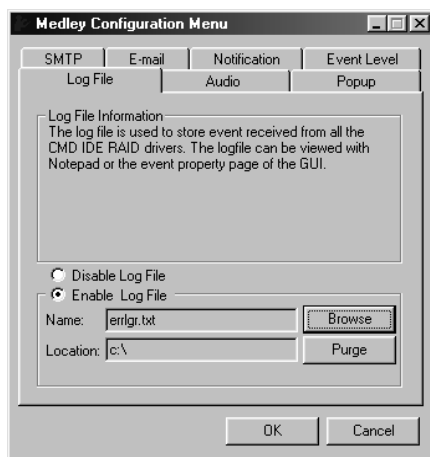 Medley Configuration Menu
SMTP
E-mail
Notification
Event Level
Log File
Audio
Popup
Log File Information
The log file is used to store event received from all the
CMD IDE RAID drivers. The logfile can be viewed with
Notepad or the event property page of the GUI.
Disable Log File
Enable Log File
Name: errlgr.txt Browse
Location: c:\ Purge
OK Cancel